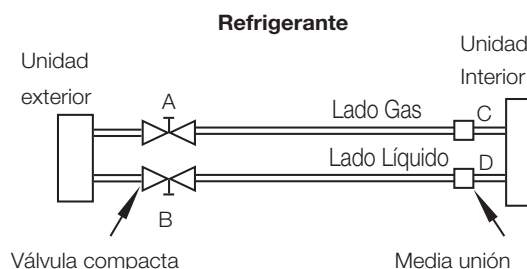 Refrigerante
Unidad
exterior
Unidad
Interior
A
Lado Gas
C
Lado Líquido
D
B
Válvula compacta
Media unión